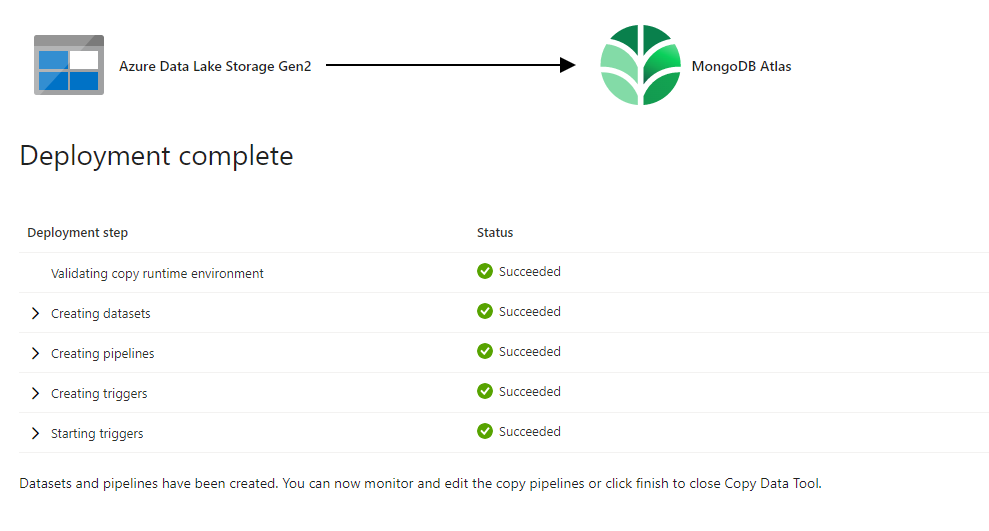 Azure Data Lake Storage Gen2 MongoDB Atlas
Deployment complete
Deployment step Status
Validating copy runtime environment Succeeded
Creating datasets Succeeded
Creating pipelines Succeeded
Creating triggers Succeeded
Starting triggers Succeeded
Datasets and pipelines have been created. You can now monitor and edit the copy pipelines or click finish to close Copy Data Tool.